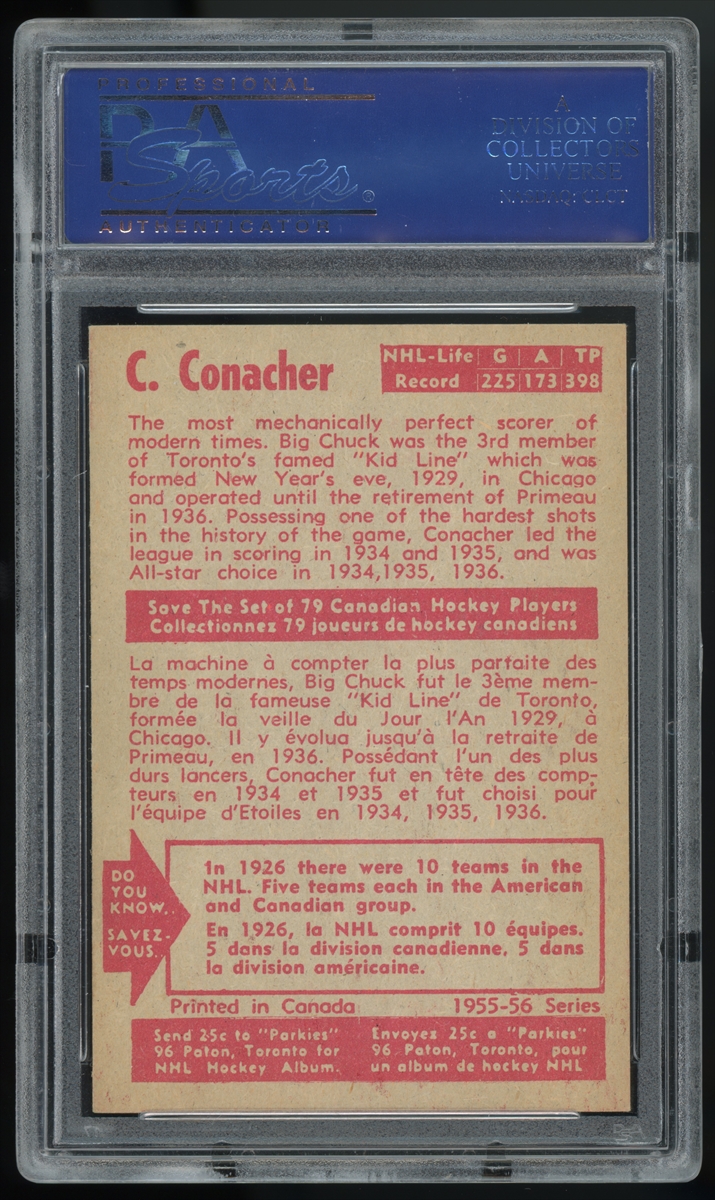 PROFESSIONAL
PSA
Sports®
AUTHENTICATOR
A
DIVISION OF
COLLECTORS
UNIVERSE
NASDAQ: CLCT
C. Conacher
NHL-Life G A TP
Record 225 173 398
The most mechanically perfect scorer of
modern times. Big Chuck was the 3rd member
of Toronto's famed "Kid Line" which was
formed New Year's eve, 1929, in Chicago
and operated until the retirement of Primeau
in 1936. Possessing one of the hardest shots
in the history of the game, Conacher led the
league in scoring in 1934 and 1935, and was
All-star choice in 1934,1935, 1936.
Save The Set of 79 Canadian Hockey Players
Collectionnez 79 joueurs de hockey canadiens
La machine à compter la plus parfaite des
temps modernes, Big Chuck fut le 3ème mem-
bre de la fameuse "Kid Line" de Toronto,
formée la veille du Jour l'An 1929, à
Chicago. Il y évolua jusqu'à la retraite de
Primeau, en 1936. Possédant l'un des plus
durs lancers, Conacher fut en tête des comp-
teurs en 1934 et 1935 et fut choisi pour
l'équipe d'Etoiles en 1934, 1935, 1936.
DO
YOU
KNOW..
SAVEZ-
VOUS..
In 1926 there were 10 teams in the
NHL. Five teams each in the American
and Canadian group.
En 1926, la NHL comprit 10 équipes.
5 dans la division canadienne, 5 dans
la division américaine.
Printed in Canada 1955-56 Series
Send 25c to "Parkies"
96 Paton, Toronto for
NHL Hockey Album.
Envoyez 25c a "Parkies"
96 Paton, Toronto, pour
un album de hockey NHL